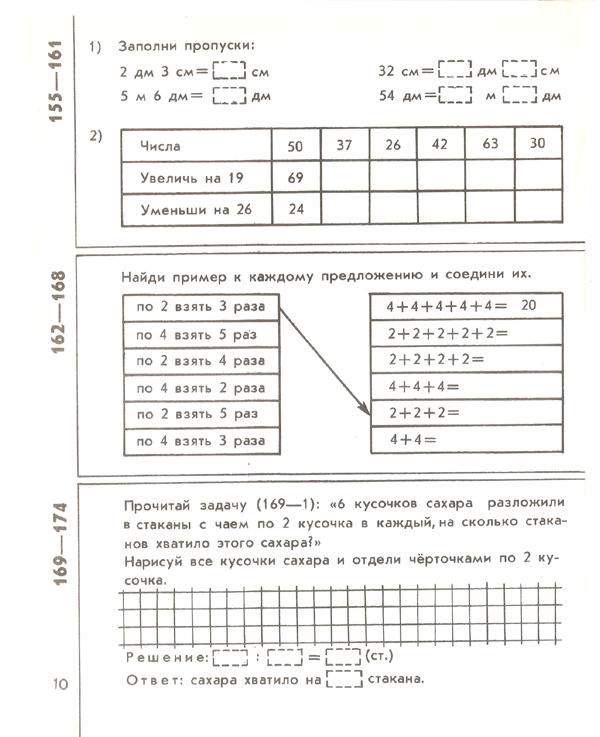 155—161
1) Заполни пропуски:
2 дм 3 см= см 32 см= дм см
5 м 6 дм= дм 54 дм= м дм
2)
Числа 50 37 26 42 63 30
Увеличь на 19 69
Уменьши на 26 24
162—168
Найди пример к каждому предложению и соедини их.
по 2 взять 3 раза 4+4+4+4+4= 20
по 4 взять 5 раз 2+2+2+2+2=
по 2 взять 4 раза 2+2+2+2=
по 4 взять 2 раза 4+4+4=
по 2 взять 5 раз 2+2+2=
по 4 взять 3 раза 4+4=
169—174
Прочитай задачу (169—1): «6 кусочков сахара разложили
в стаканы с чаем по 2 кусочка в каждый, на сколько стака-
нов хватило этого сахара?»
Нарисуй все кусочки сахара и отдели чёрточками по 2 ку-
сочка.
Решение: : = (ст.)
Ответ: сахара хватило на стакана.
10